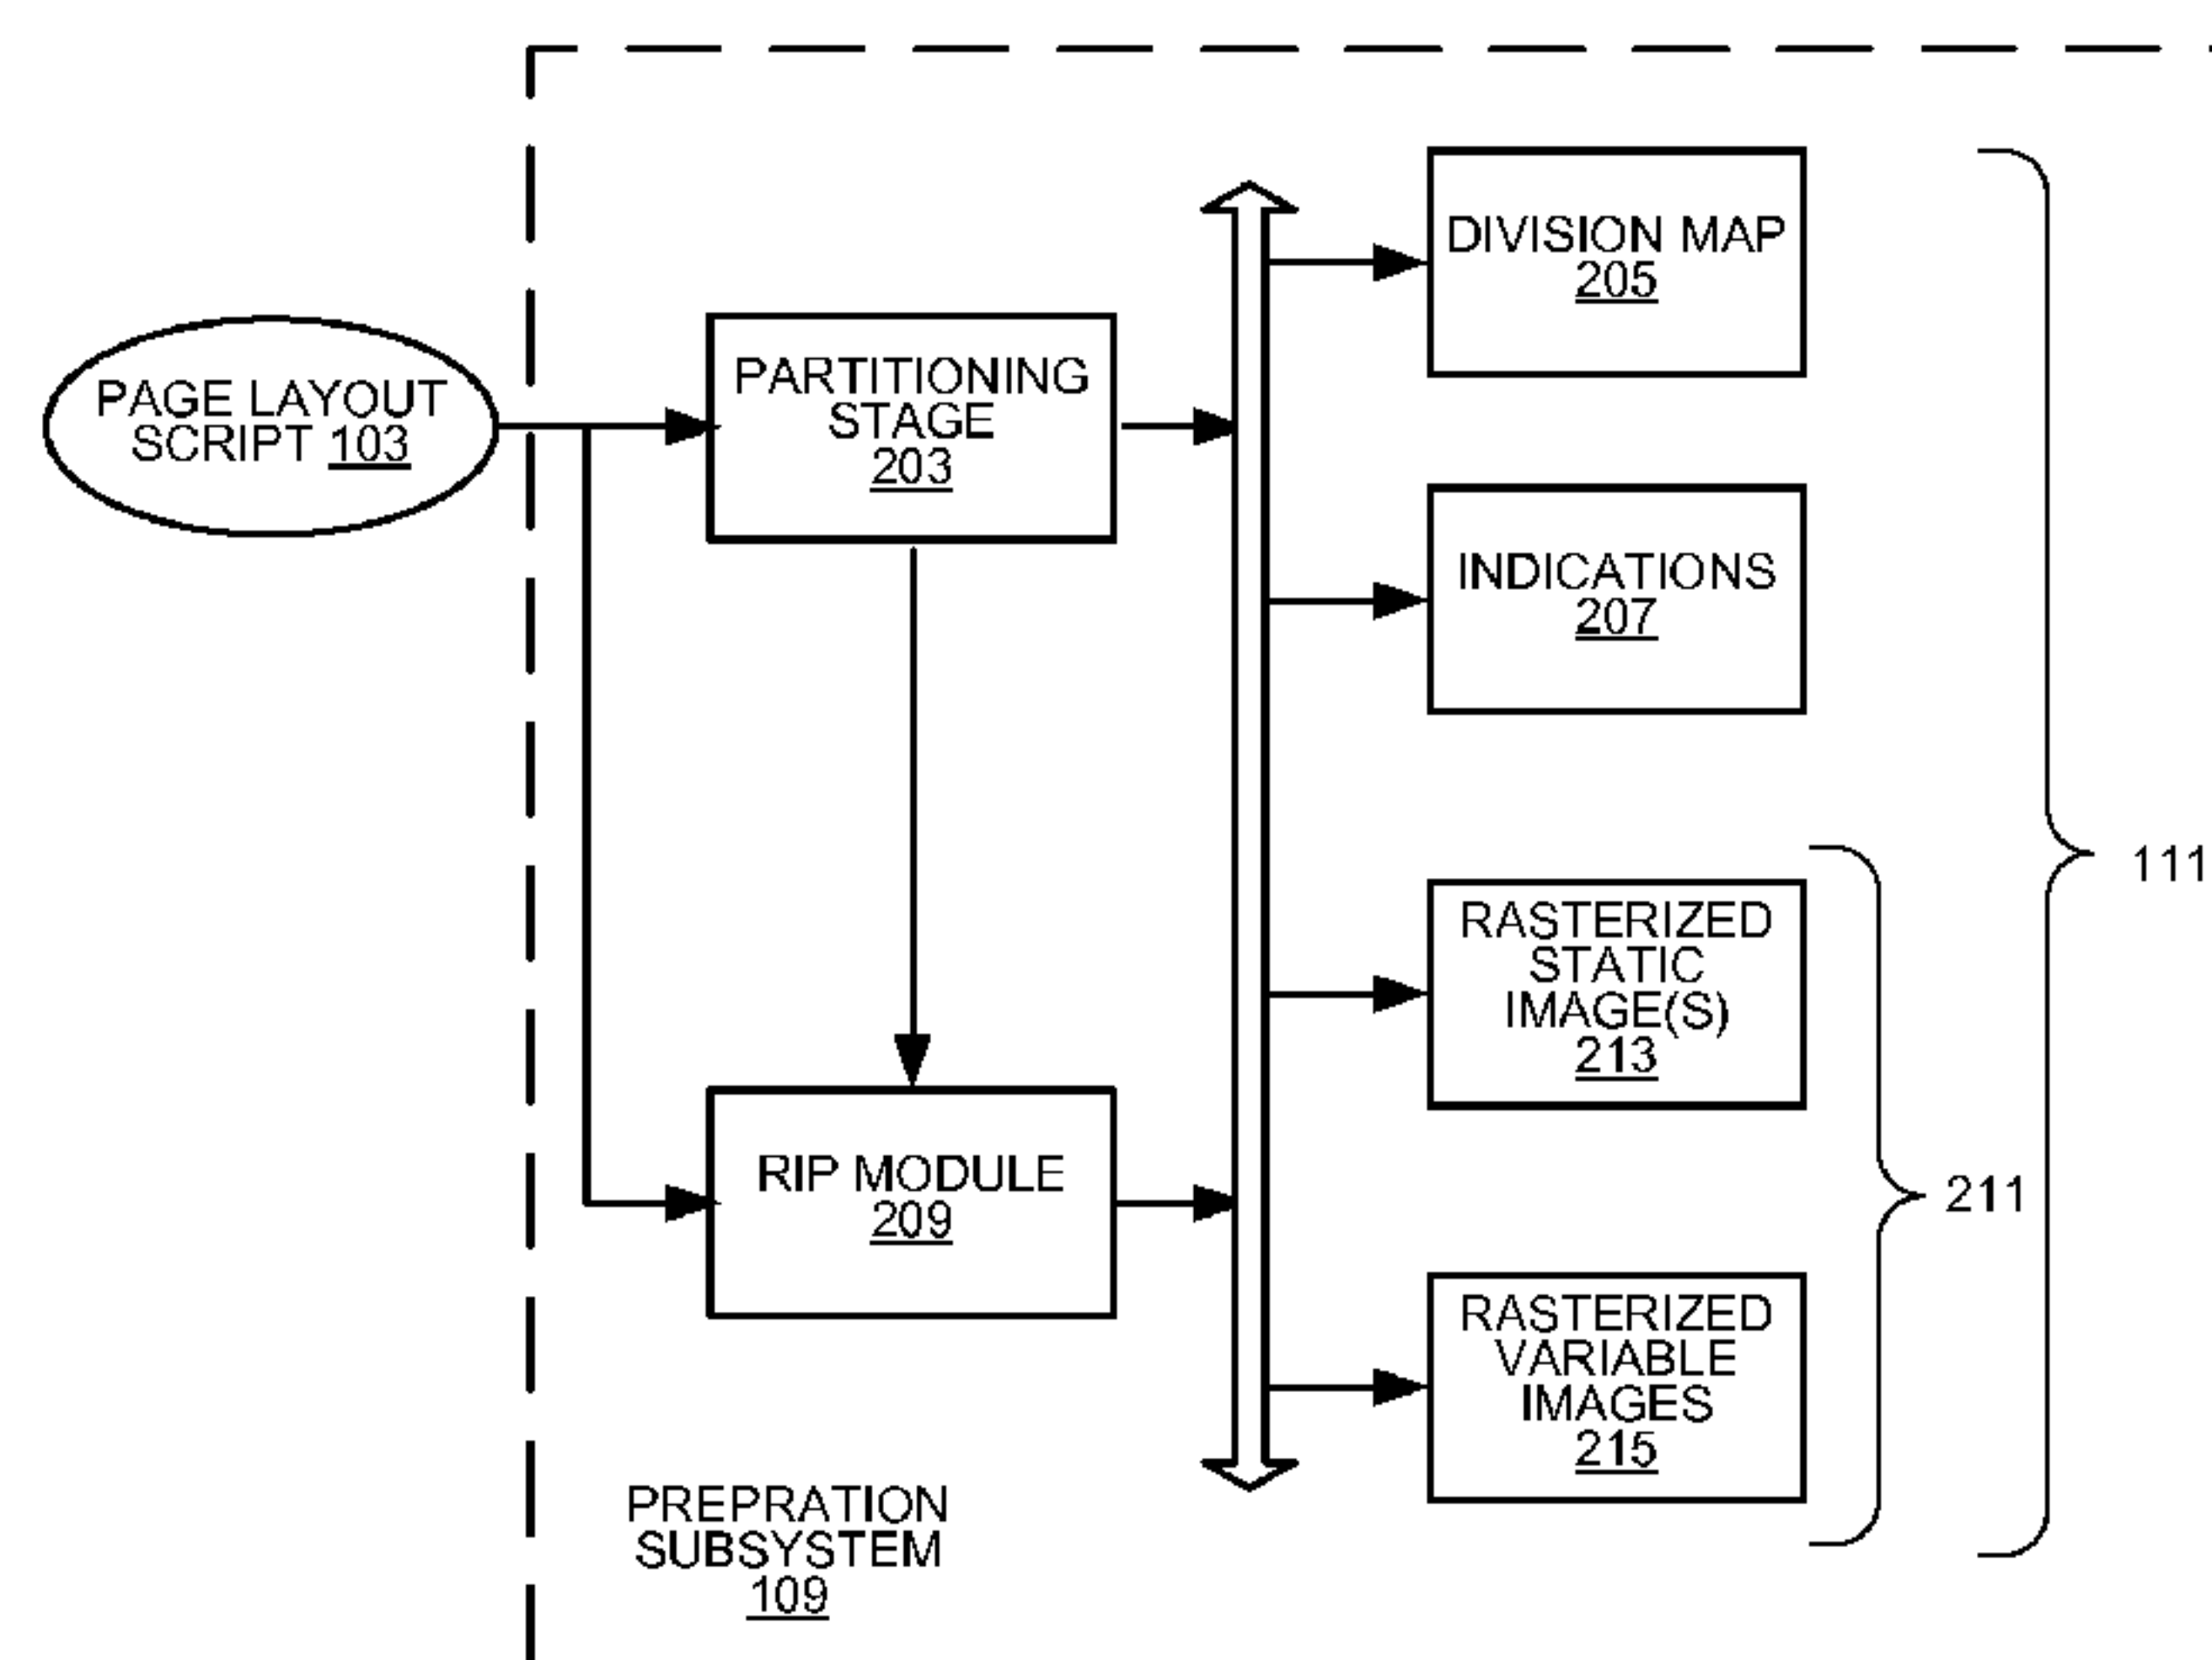 PAGE LAYOUT
SCRIPT 103
PARTITIONING
STAGE
203
RIP MODULE
209
PREPRATION
SUBSYSTEM
109
DIVISION MAP
205
INDICATIONS
207
RASTERIZED
STATIC
IMAGE(S)
213
RASTERIZED
VARIABLE
IMAGES
215
211
111